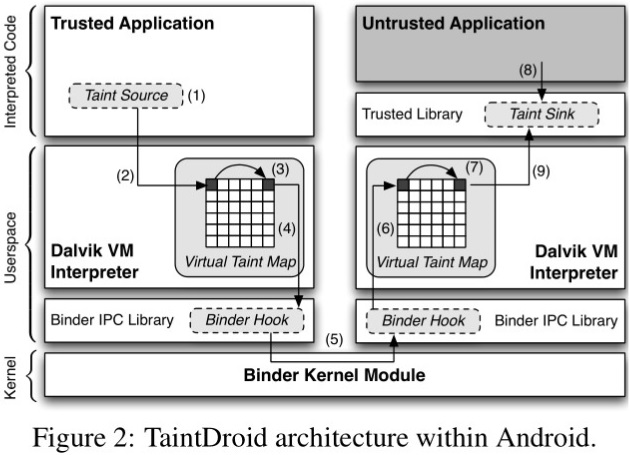 Interpreted Code
Trusted Application
Taint Source
(1)
Untrusted Application
(8)
Trusted Library
Taint Sink
Userspace
(2)
(3)
(4)
Virtual Taint Map
Dalvik VM
Interpreter
(6)
(7)
(9)
Virtual Taint Map
Dalvik VM
Interpreter
Binder IPC Library
Binder Hook
(5)
Binder Hook
Binder IPC Library
Kernel
Binder Kernel Module
Figure 2: TaintDroid architecture within Android.